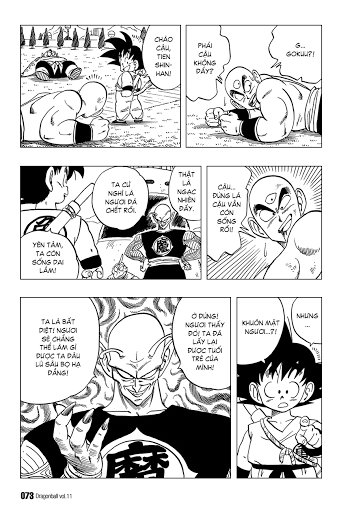 G...
GOKUU?!
PHẢI
CẬU
KHÔNG
ĐẤY?
CHÀO
CẬU,
TIEN
SHIN-
HAN!
CẬU...
ĐÚNG LÀ
CẬU VẪN
CÒN
SỐNG
RỒI!
THẬT
LÀ
NGẠC
NHIÊN
ĐẤY.
TA CỨ
NGHĨ LÀ
NGƯƠI ĐÃ
CHẾT RỒI.
YÊN TÂM,
TA CÒN
SỐNG DAI
LẮM!
NHƯNG
...
KHUÔN MẶT
NGƯƠI...?!
Ờ ĐÚNG!
NGƯƠI THẤY
ĐÓ! TA ĐÃ
LẤY LẠI
ĐƯỢC TUỔI
TRẺ CỦA
MÌNH!
TA LÀ BẤT
DIỆT! NGƯƠI
SẼ CHẲNG
THỂ LÀM GÌ
ĐƯỢC TA ĐÂU
LŨ SÂU BỌ HẠ
ĐẲNG!
魔
073 Dragonball vol.11